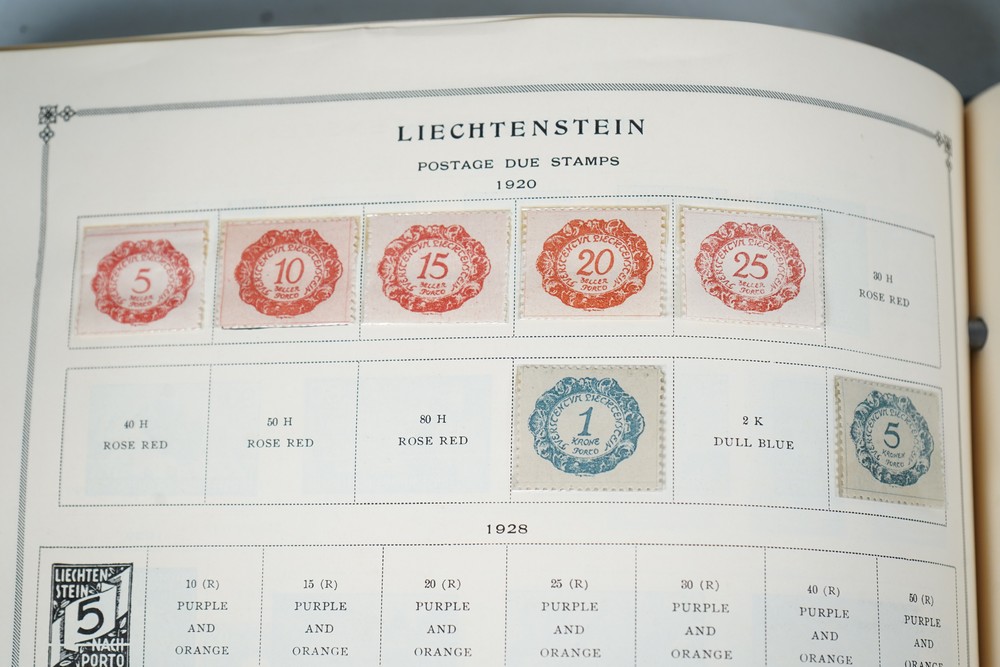 LIECHTENSTEIN
POSTAGE DUE STAMPS
1920
5
HELLER
PORTO
10
HELLER
PORTO
15
HELLER
PORTO
20
HELLER
PORTO
25
HELLER
PORTO
30 H
ROSE RED
40 H
ROSE RED
50 H
ROSE RED
80 H
ROSE RED
1
KRONE
PORTO
2 K
DULL BLUE
5
KRONEN
PORTO
1928
LIECHTEN
STEIN
5
NACH
PORTO
10 (R)
PURPLE
AND
ORANGE
15 (R)
PURPLE
AND
ORANGE
20 (R)
PURPLE
AND
ORANGE
25 (R)
PURPLE
AND
ORANGE
30 (R)
PURPLE
AND
ORANGE
40 (R)
PURPLE
AND
ORANGE
50 (R)
PURPLE
AND
ORANGE